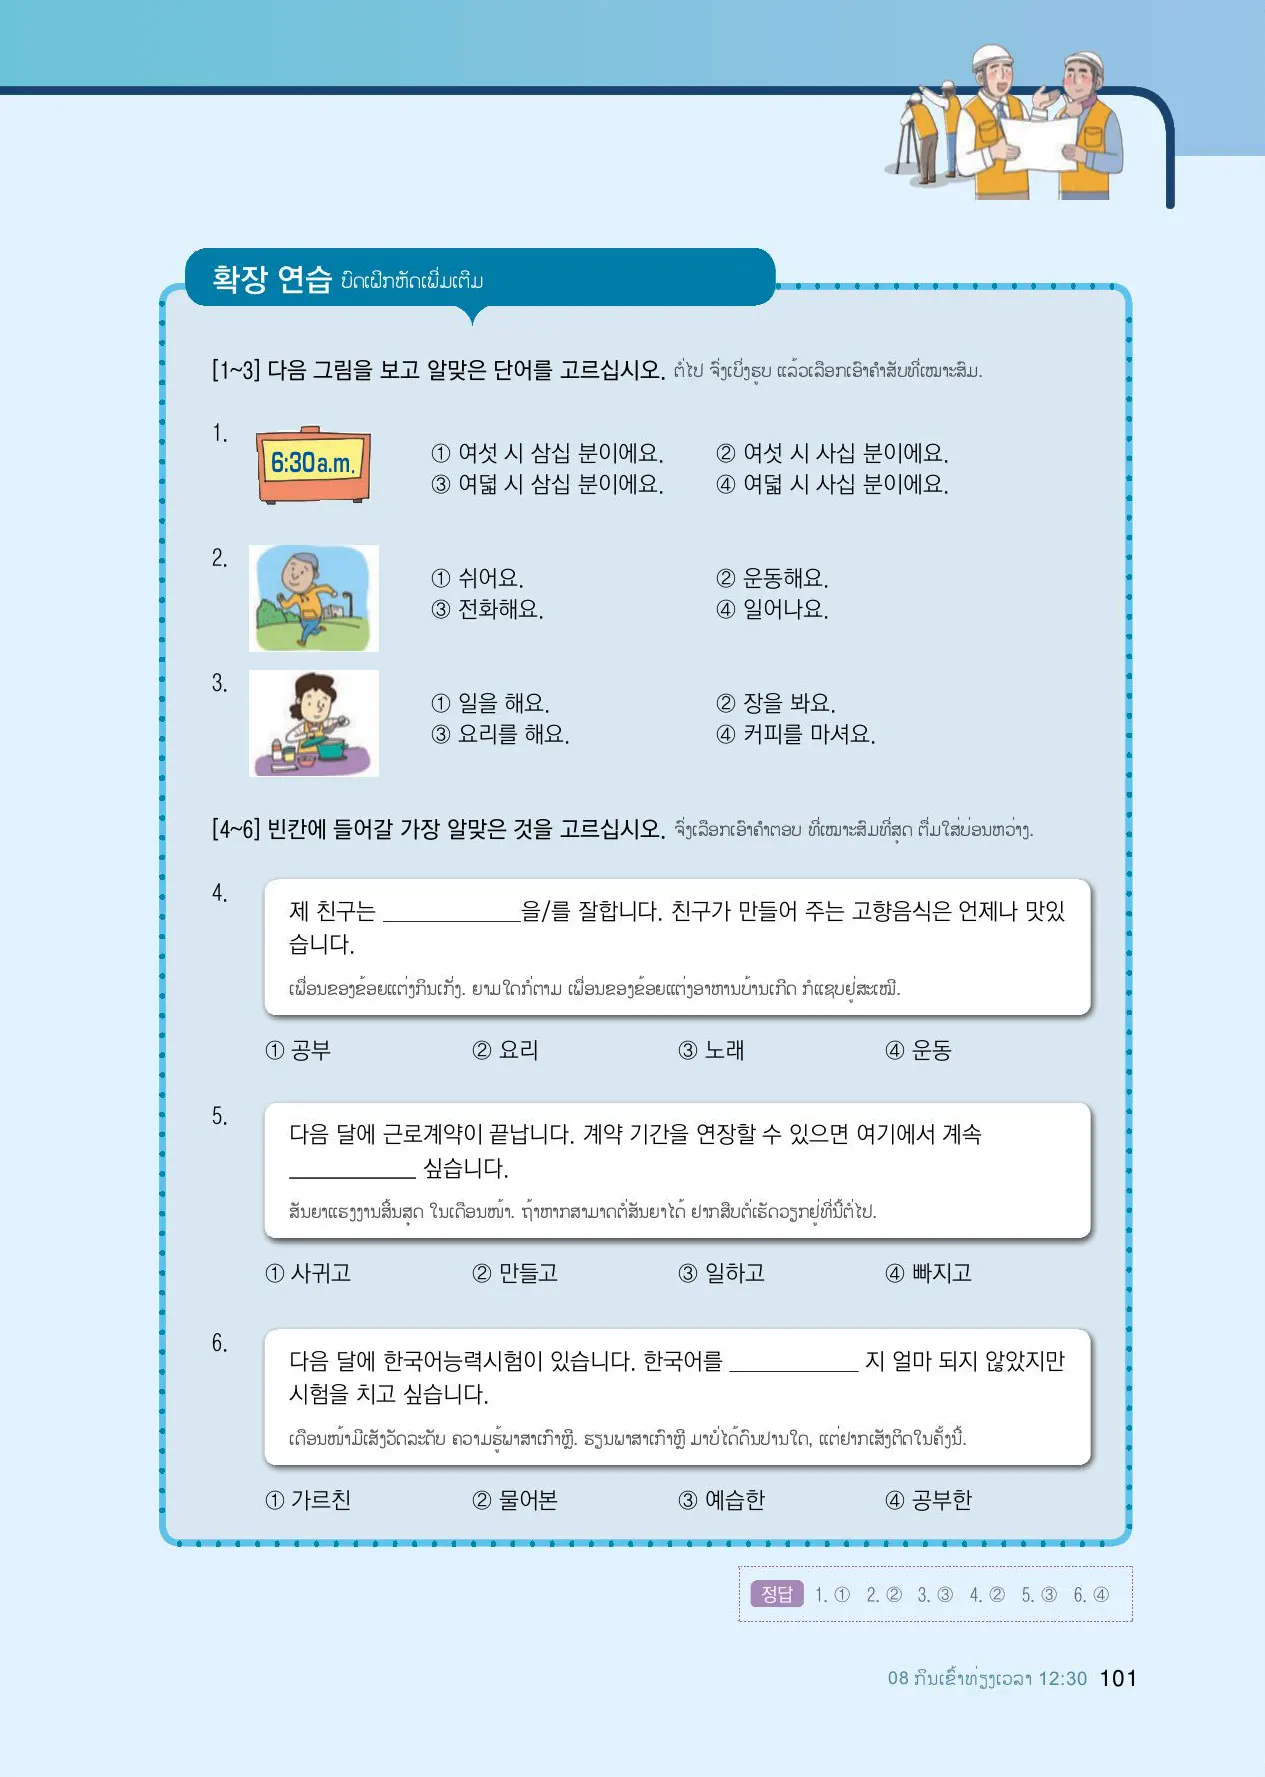 확장 연습 ບົດເຝິກຫັດເພີ່ມເຕີມ
[1~3] 다음 그림을 보고 알맞은 단어를 고르십시오. ຕໍ່ໄປ ຈົ່ງເບິ່ງຮູບ ແລ້ວເລືອກເອົາຄຳສັບທີ່ເໝາະສົມ.
1.
6:30 a.m.
① 여섯 시 삼십 분이에요. ② 여섯 시 사십 분이에요.
③ 여덟 시 삼십 분이에요. ④ 여덟 시 사십 분이에요.
2.
① 쉬어요. ② 운동해요.
③ 전화해요. ④ 일어나요.
3.
① 일을 해요. ② 장을 봐요.
③ 요리를 해요. ④ 커피를 마셔요.
[4~6] 빈칸에 들어갈 가장 알맞은 것을 고르십시오. ຈົ່ງເລືອກເອົາຄຳຕອບ ທີ່ເໝາະສົມທີ່ສຸດ ຕື່ມໃສ່ບ່ອນຫວ່າງ.
4.
제 친구는 ____________을/를 잘합니다. 친구가 만들어 주는 고향음식은 언제나 맛있
습니다.
ເພື່ອນຂອງຂ້ອຍແຕ່ງກິນເກັ່ງ. ຍາມໃດກໍ່ຕາມ ເພື່ອນຂອງຂ້ອຍແຕ່ງອາຫານບ້ານເກີດ ກໍແຊບຢູ່ສະເໝີ.
① 공부 ② 요리 ③ 노래 ④ 운동
5.
다음 달에 근로계약이 끝납니다. 계약 기간을 연장할 수 있으면 여기에서 계속
____________ 싶습니다.
ສັນຍາແຮງງານສິ້ນສຸດ ໃນເດືອນໜ້າ. ຖ້າຫາກສາມາດຕໍ່ສັນຍາໄດ້ ຢາກສືບຕໍ່ເຮັດວຽກຢູ່ທີ່ນີ້ຕໍ່ໄປ.
① 사귀고 ② 만들고 ③ 일하고 ④ 빠지고
6.
다음 달에 한국어능력시험이 있습니다. 한국어를 ____________ 지 얼마 되지 않았지만
시험을 치고 싶습니다.
ເດືອນໜ້າມີເສັງວັດລະດັບ ຄວາມຮູ້ພາສາເກົາຫຼີ. ຮຽນພາສາເກົາຫຼີ ມາບໍ່ໄດ້ດົນປານໃດ, ແຕ່ຢາກເສັງຕິດໃນຄັ້ງນີ້.
① 가르친 ② 물어본 ③ 예습한 ④ 공부한
정답 1. ① 2. ② 3. ③ 4. ② 5. ③ 6. ④
08 ກິນເຂົ້າທ່ຽງເວລາ 12:30 101